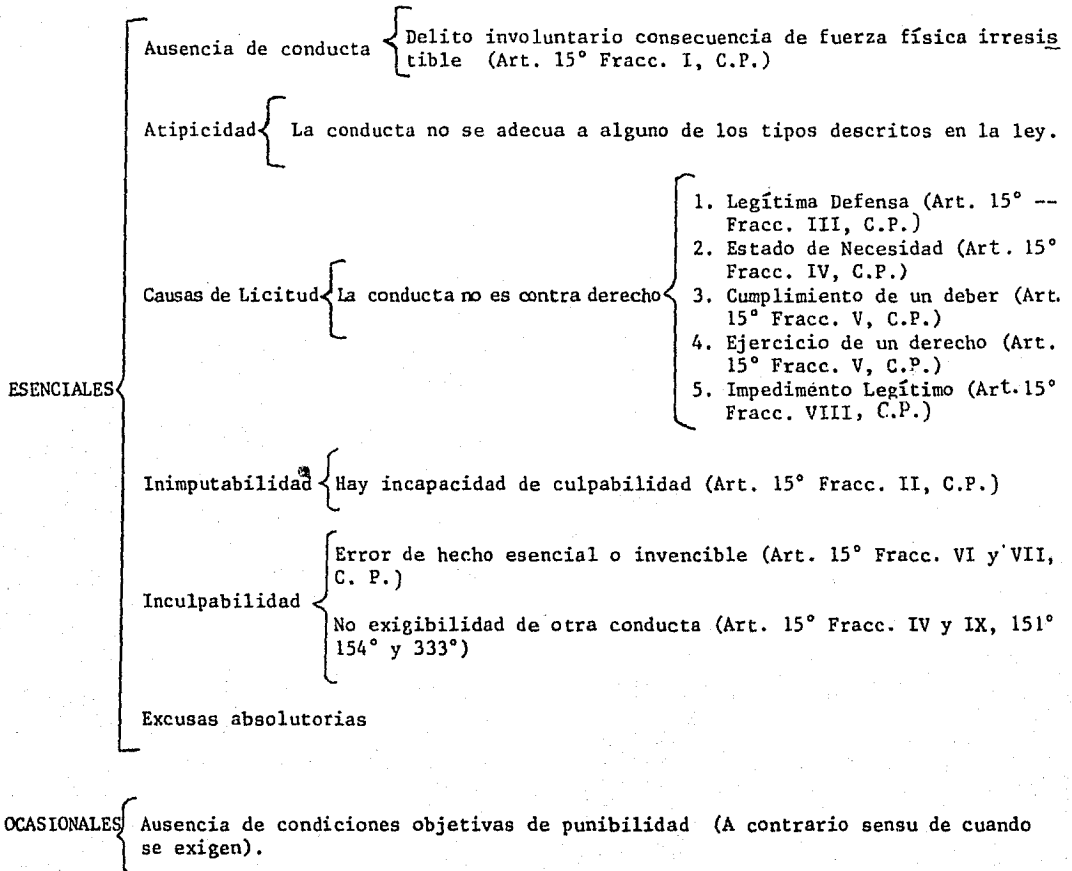 Ausencia de conducta
Delito involuntario consecuencia de fuerza física irresis
tible (Art. 15° Fracc. I, C.P.)
Atipicidad
La conducta no se adecua a alguno de los tipos descritos en la ley.
ESENCIALES
Causas de Licitud
La conducta no es contra derecho
1. Legítima Defensa (Art. 15° --
Fracc. III, C.P.)
2. Estado de Necesidad (Art. 15°
Fracc. IV, C.P.)
3. Cumplimiento de un deber (Art.
15° Fracc. V, C.P.)
4. Ejercicio de un derecho (Art.
15° Fracc. V, C.P.)
5. Impedimento Legítimo (Art. 15°
Fracc. VIII, C.P.)
Inimputabilidad
Hay incapacidad de culpabilidad (Art. 15° Fracc. II, C.P.)
Inculpabilidad
Error de hecho esencial o invencible (Art. 15° Fracc. VI y VII,
C. P.)
No exigibilidad de otra conducta (Art. 15° Fracc. IV y IX, 151°
154° y 333°)
Excusas absolutorias
OCASIONALES
Ausencia de condiciones objetivas de punibilidad (A contrario sensu de cuando
se exigen).